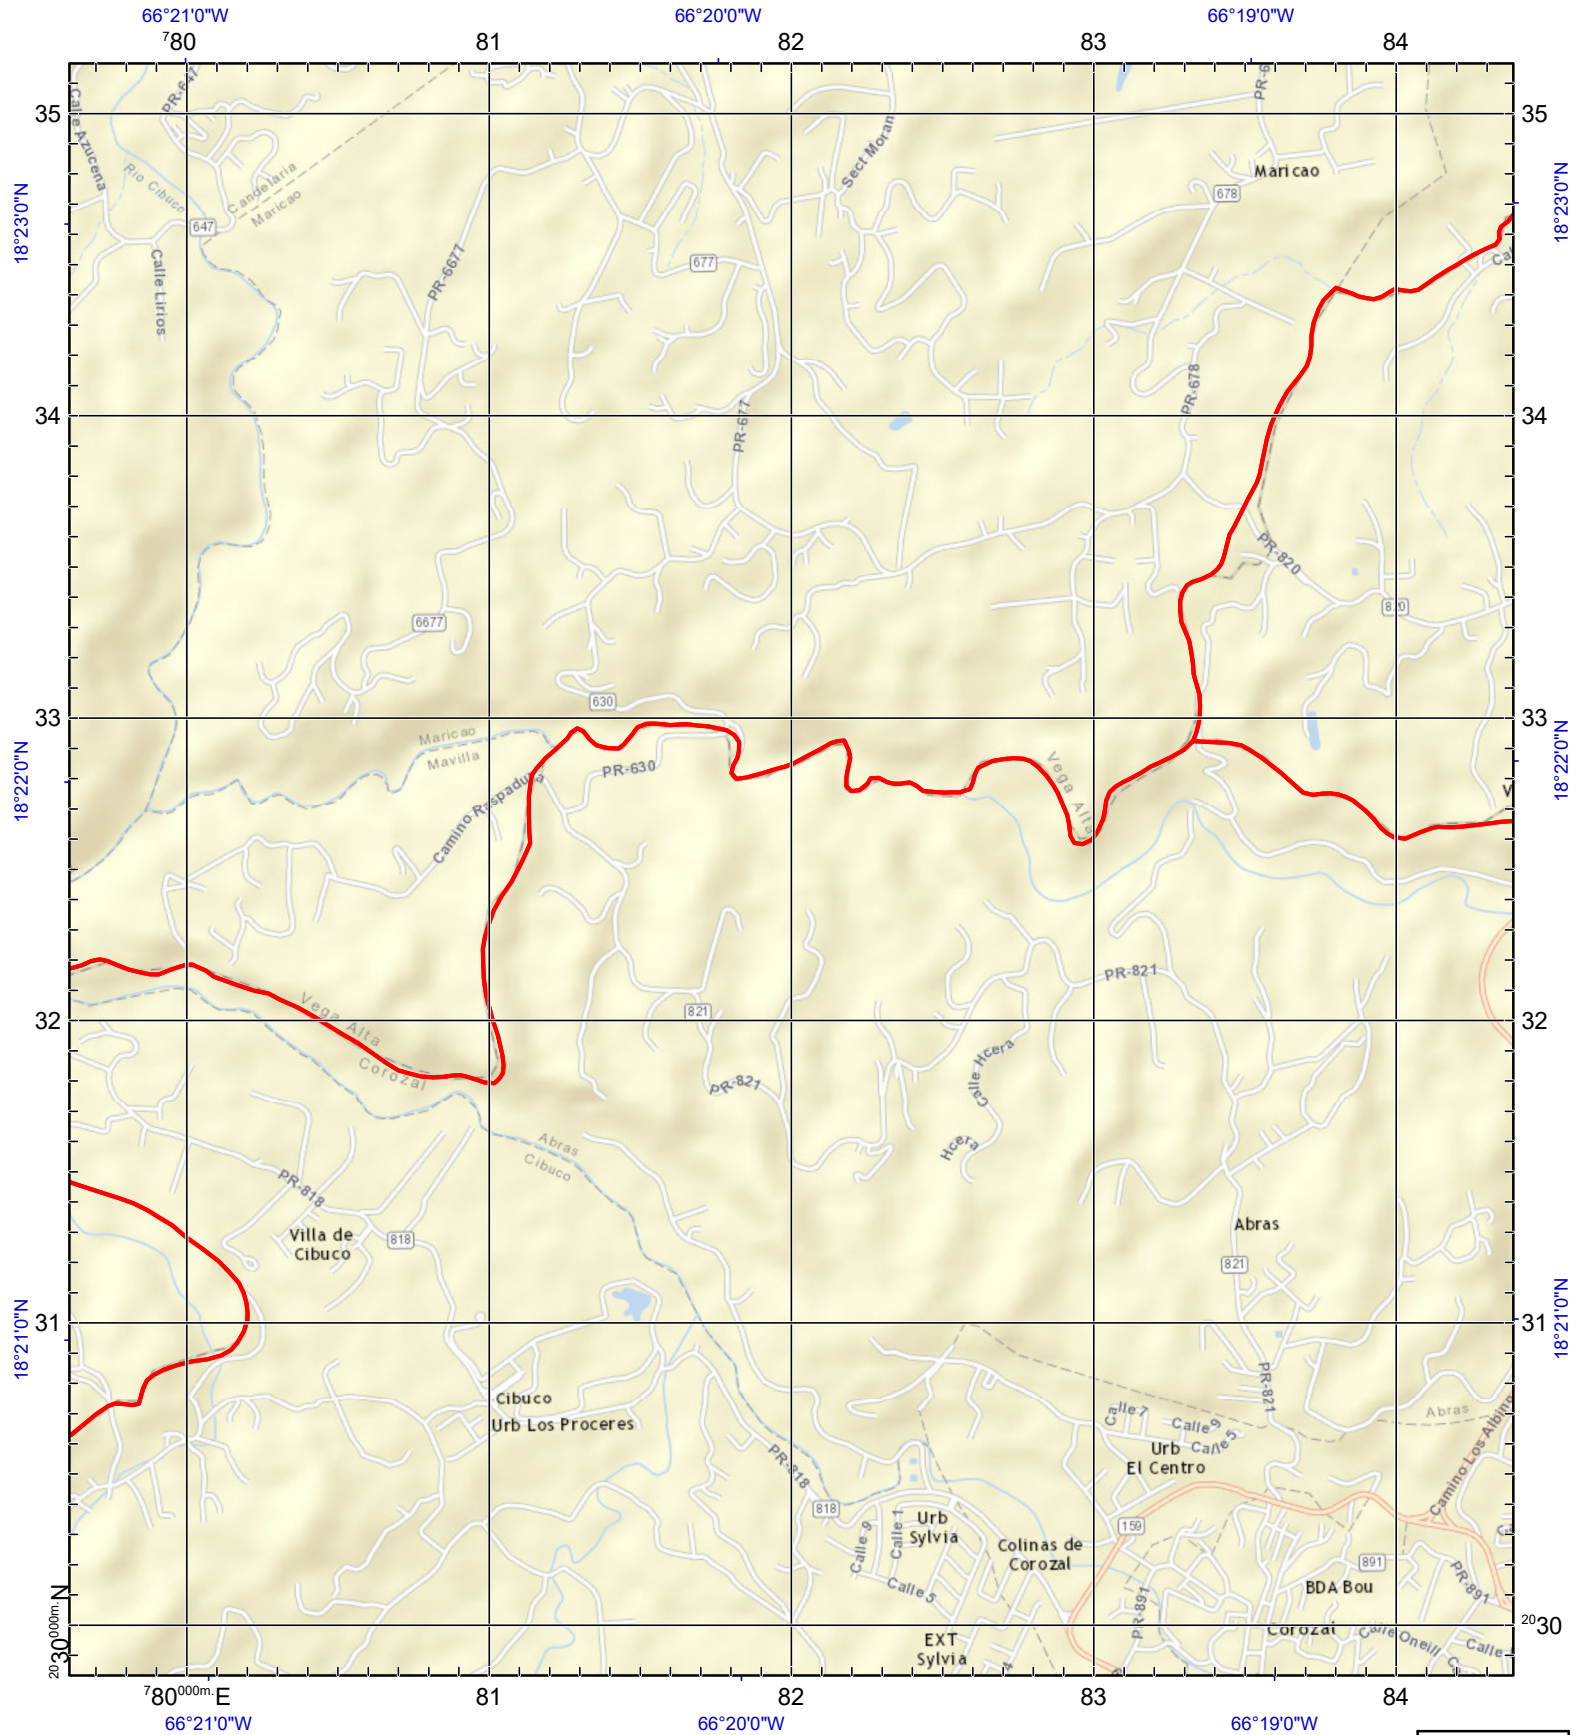 66°21'0"W 66°20'0"W 66°19'0"W
⁷80 81 82 83 84
PR-647
PR-6
35 35
Calle Azucena
Sect Moran
Rio Cibuco
Candelaria
Maricao
Maricao
678
18°23'0"N 18°23'0"N
647
Calle Lirios
PR-6677
677
Cal
PR-678
34 34
PR-677
PR-820
820
6677
630
33 33
Maricao
Mavilla
PR-630
Vega Alta
18°22'0"N 18°22'0"N
Camino Raspadura
V
PR-821
821
32 32
Vega Alta
Corozal
Calle Hcera
PR-821
Hcera
Abras
Cibuco
PR-818
Villa de
Cibuco
818
Abras
821
31 31
18°21'0"N 18°21'0"N
PR-821
Cibuco
Urb Los Proceres
Calle 7
Calle 9
Calle 5
Abras
Camino Los Albino
Urb
El Centro
PR-818
818
Calle 9
Calle 1
Urb
Sylvia
159
Colinas de
Corozal
891
Calle 5
BDA Bou
PR-891
PR-891
²⁰30⁰⁰⁰ᵐ·N ²⁰30
Corozal
Calle Oneill
Calle
EXT
Sylvia
4
⁷80⁰⁰⁰ᵐ·E 81 82 83 84
66°21'0"W 66°20'0"W 66°19'0"W